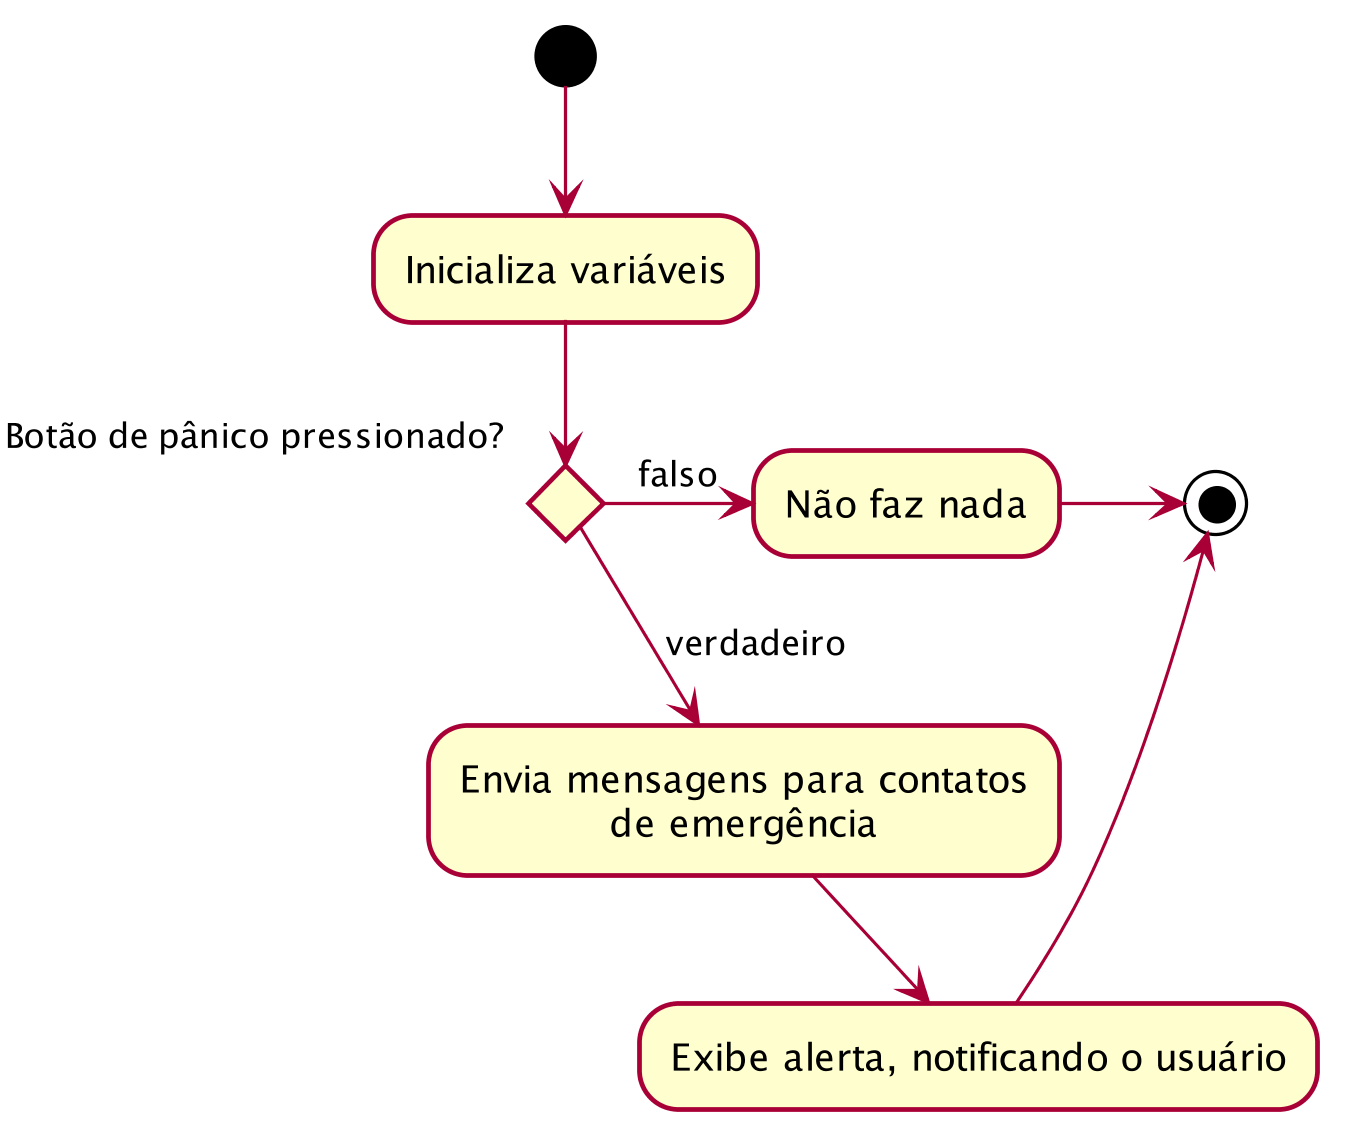 Inicializa variáveis
Botão de pânico pressionado?
falso
Não faz nada
verdadeiro
Envia mensagens para contatos
de emergência
Exibe alerta, notificando o usuário